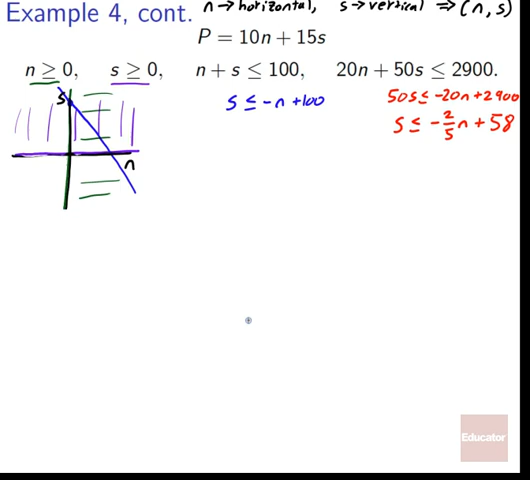 Example 4, cont. n → horizontal, s → vertical ⇒ (n, s)
P = 10n + 15s
n ≥ 0, s ≥ 0, n + s ≤ 100, 20n + 50s ≤ 2900.
s ≤ -n + 100
50s ≤ -20n + 2900
s ≤ -2/5 n + 58
s
n
Educator